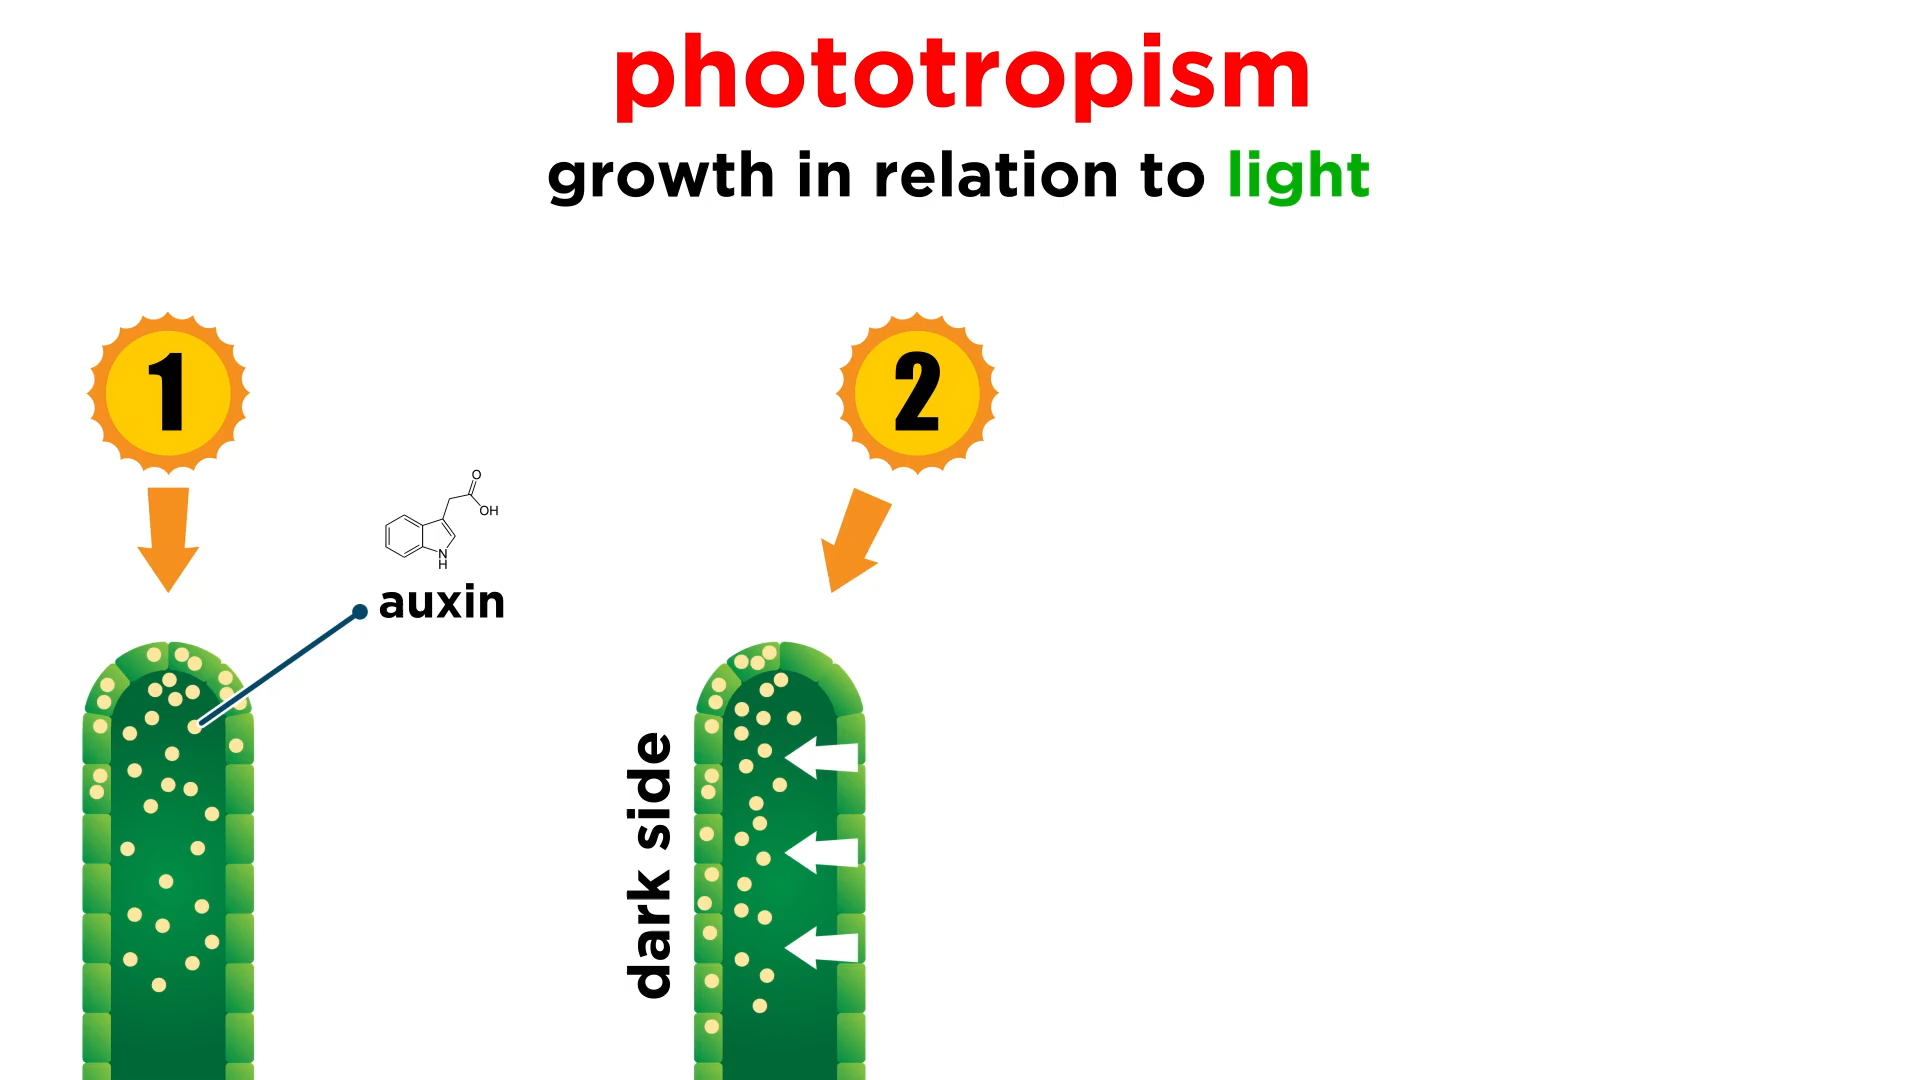 phototropism
growth in relation to light
1
2
O
OH
N
H
auxin
dark side